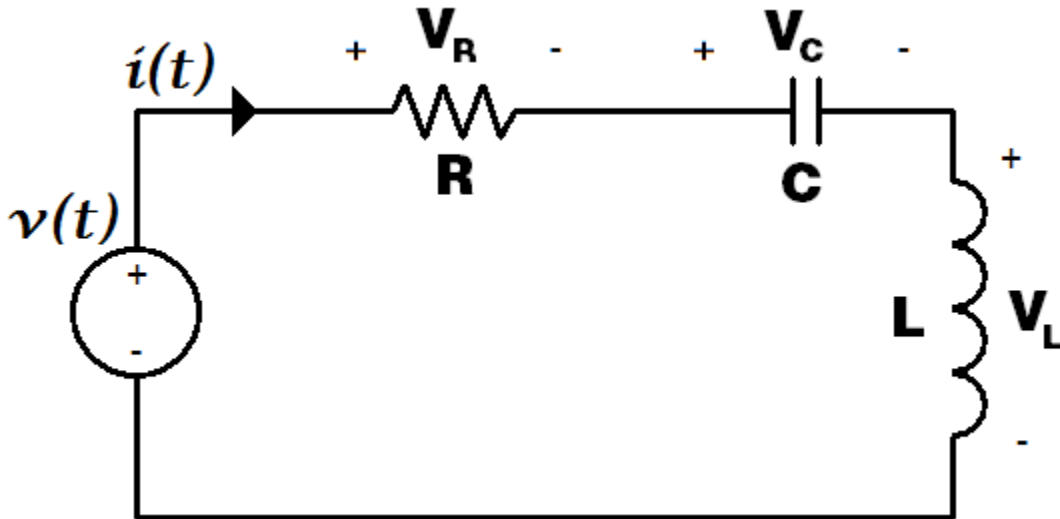 + V_R - + V_C -
i(t)
R C +
v(t)
+
L V_L
-
-